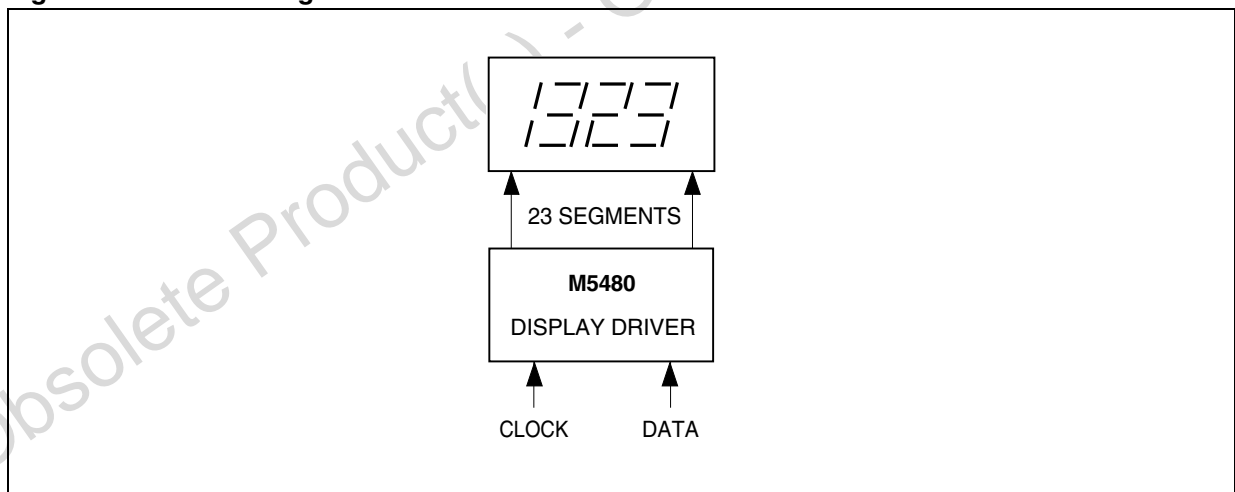 1323
23 SEGMENTS
M5480
DISPLAY DRIVER
CLOCK DATA
Obsolete Product(